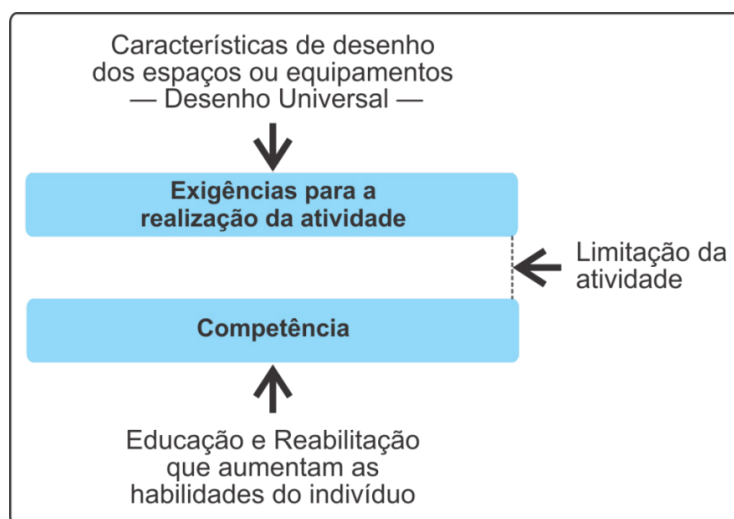 Características de desenho
dos espaços ou equipamentos
— Desenho Universal —
Exigências para a
realização da atividade
Limitação da
atividade
Competência
Educação e Reabilitação
que aumentam as
habilidades do indivíduo